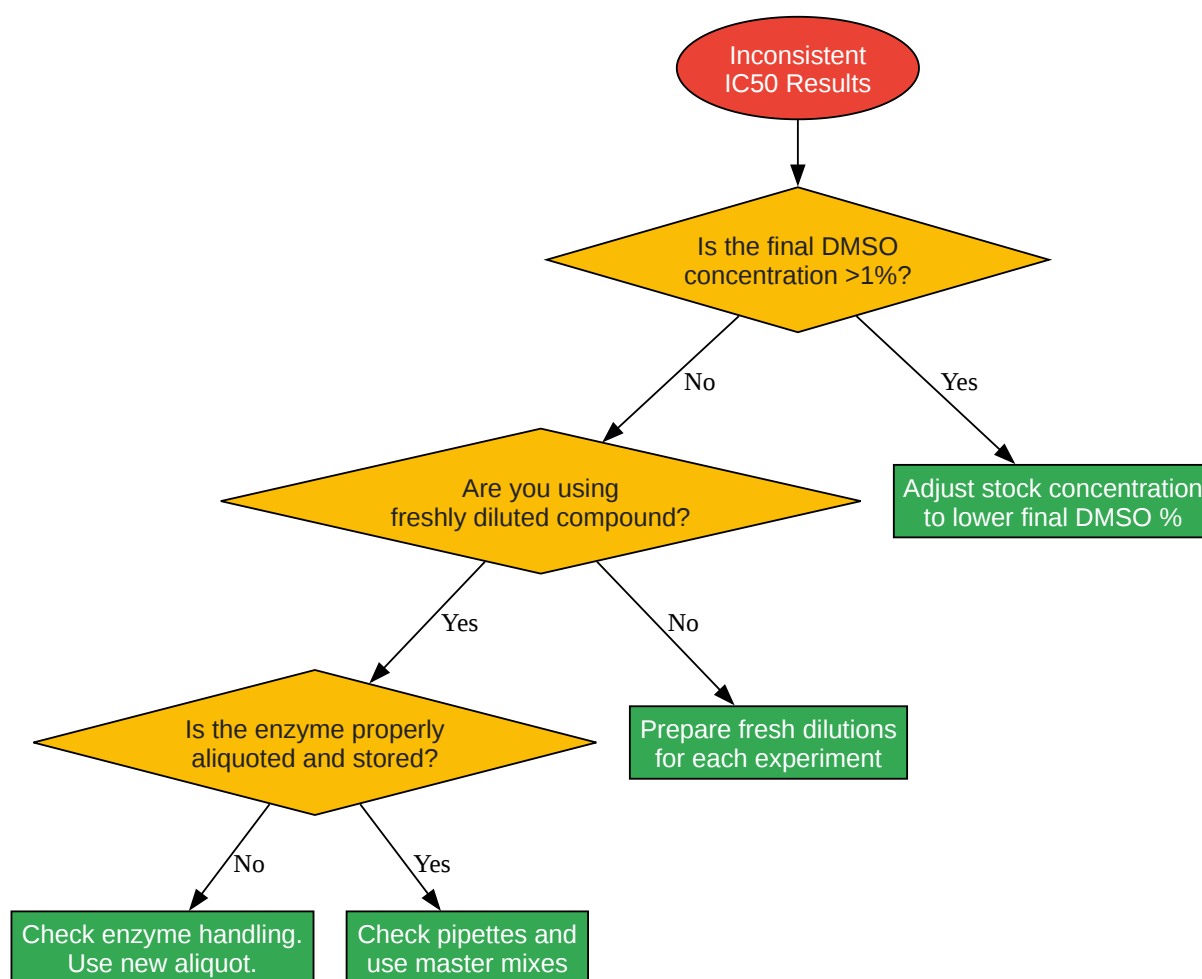 Inconsistent
IC50 Results
Is the final DMSO
concentration >1%?
No
Yes
Are you using
freshly diluted compound?
Adjust stock concentration
to lower final DMSO %
Yes
No
Is the enzyme properly
aliquoted and stored?
Prepare fresh dilutions
for each experiment
No
Yes
Check enzyme handling.
Use new aliquot.
Check pipettes and
use master mixes